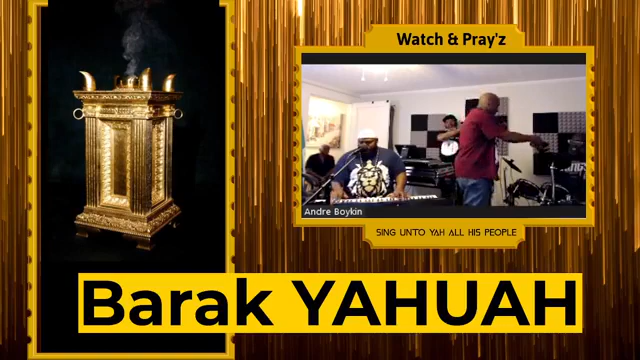 Watch & Pray'z
Andre Boykin
SING UNTO YAH ALL HIS PEOPLE
Barak YAHUAH